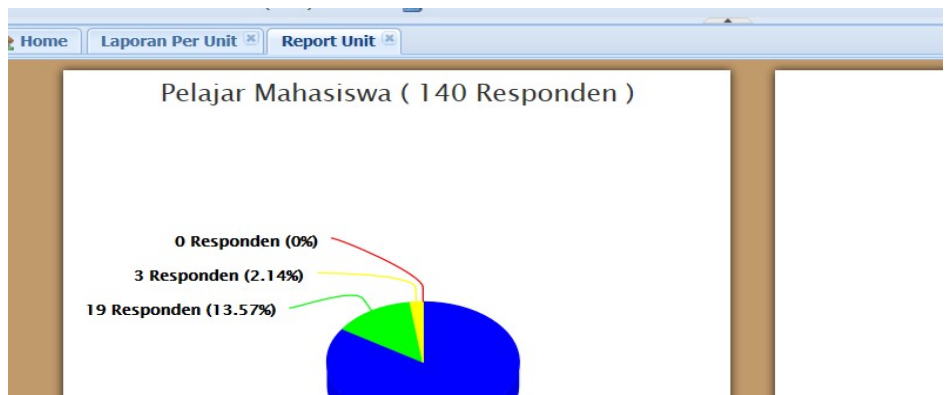 Home Laporan Per Unit Report Unit
Pelajar Mahasiswa ( 140 Responden )
0 Responden (0%)
3 Responden (2.14%)
19 Responden (13.57%)